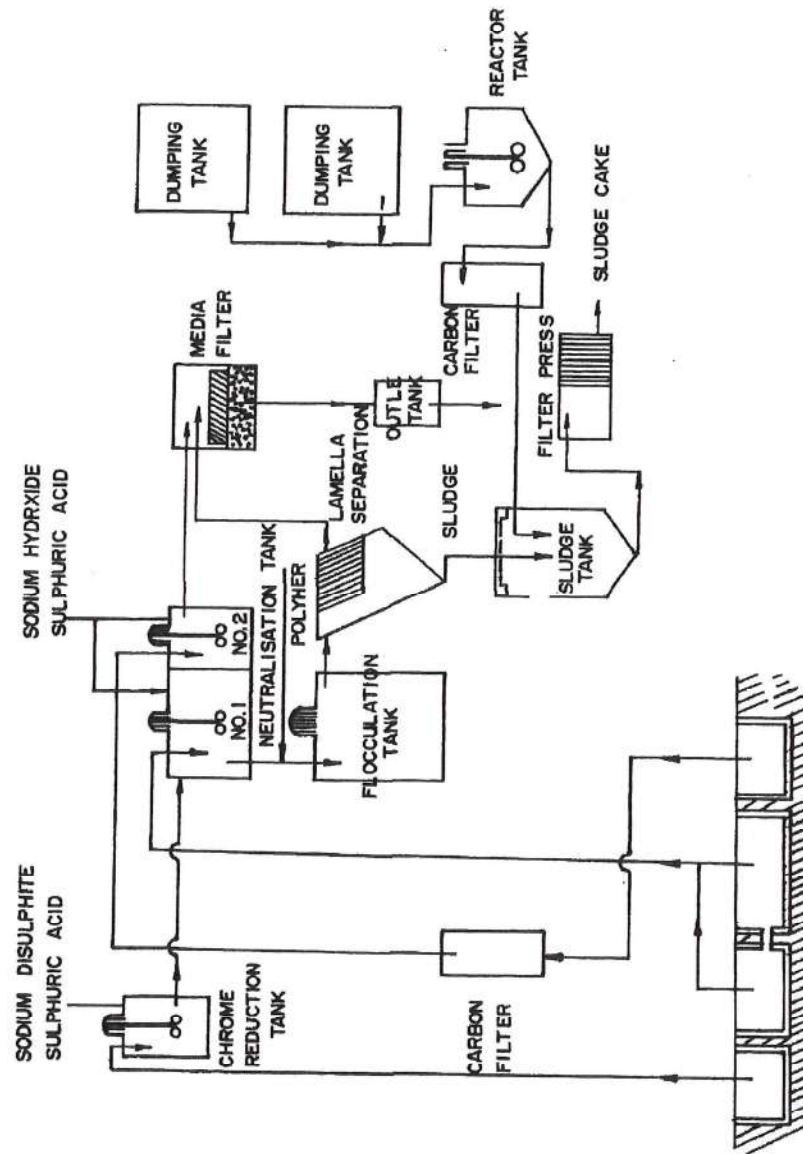 SODIUM DISULPHITE
SULPHURIC ACID
SODIUM HYDRXIDE
SULPHURIC ACID
CHROME
REDUCTION
TANK
NO.1
NO.2
NEUTRALISATION TANK
POLYHER
FILOCCULATION
TANK
LAMELLA
SEPARATION
MEDIA
FILTER
OUTLE
TANK
DUMPING
TANK
DUMPING
TANK
REACTOR
TANK
CARBON
FILTER
SLUDGE
SLUDGE
TANK
FILTER PRESS
SLUDGE CAKE
CARBON
FILTER